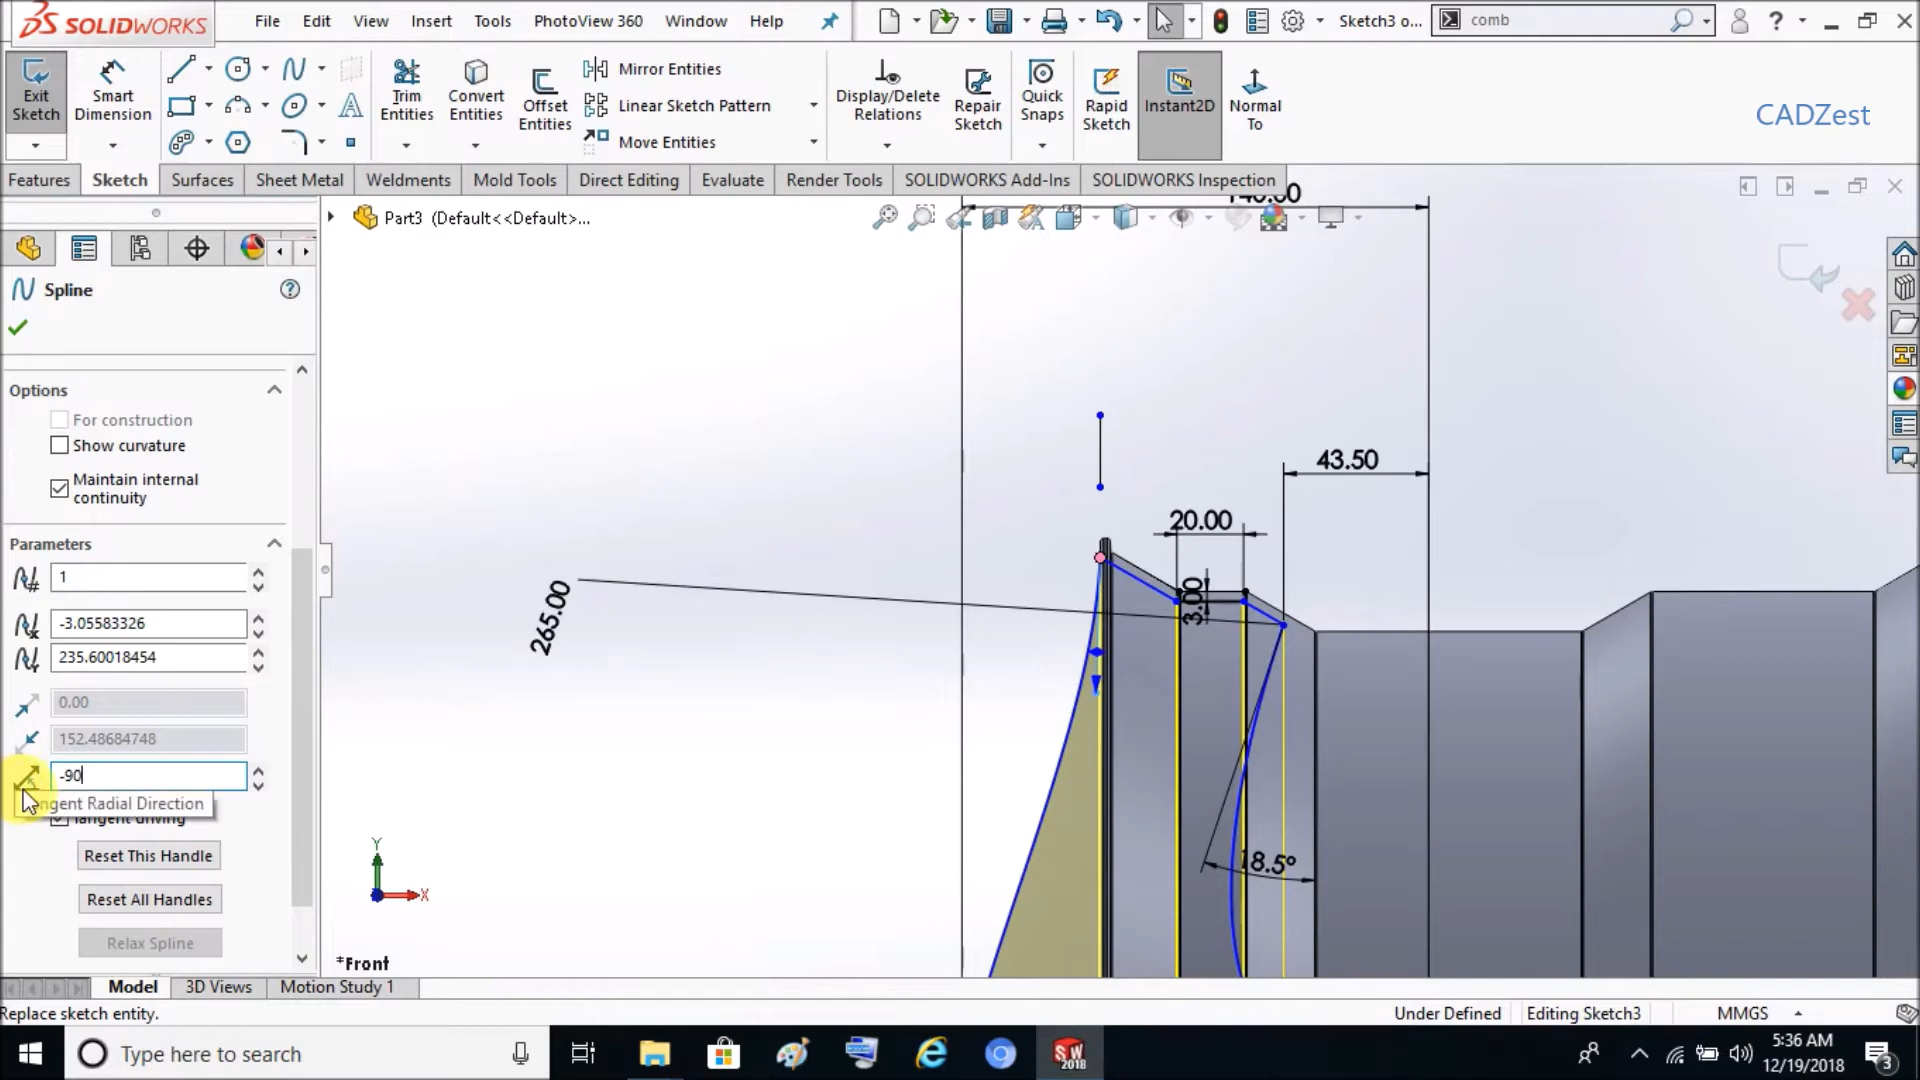 SOLIDWORKS File Edit View Insert Tools PhotoView 360 Window Help Sketch3 o... comb
Exit Sketch
Smart Dimension
Trim Entities
Convert Entities
Offset Entities
Mirror Entities
Linear Sketch Pattern
Move Entities
Display/Delete Relations
Repair Sketch
Quick Snaps
Rapid Sketch
Instant2D
Normal To
CADZest
Features Sketch Surfaces Sheet Metal Weldments Mold Tools Direct Editing Evaluate Render Tools SOLIDWORKS Add-Ins SOLIDWORKS Inspection
Part3 (Default<<Default>...
Spline
Options
For construction
Show curvature
Maintain internal
continuity
Parameters
1
-3.05583326
235.60018454
0.00
152.48684748
-90
Tangent driving
Reset This Handle
Reset All Handles
Relax Spline
43.50
20.00
3.00
265.00
18.5°
Y
X
*Front
Model 3D Views Motion Study 1
Replace sketch entity. Under Defined Editing Sketch3 MMGS
Type here to search
SW
2018
5:36 AM
12/19/2018
3